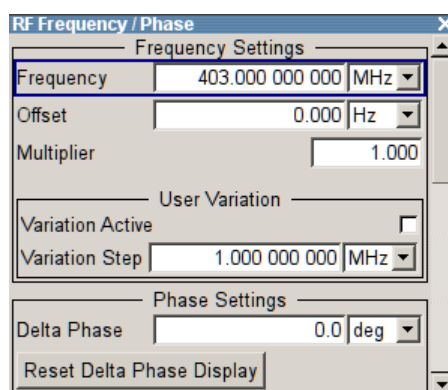 RF Frequency / Phase
Frequency Settings
Frequency 403.000 000 000 MHz
Offset 0.000 Hz
Multiplier 1.000
User Variation
Variation Active
Variation Step 1.000 000 000 MHz
Phase Settings
Delta Phase 0.0 deg
Reset Delta Phase Display